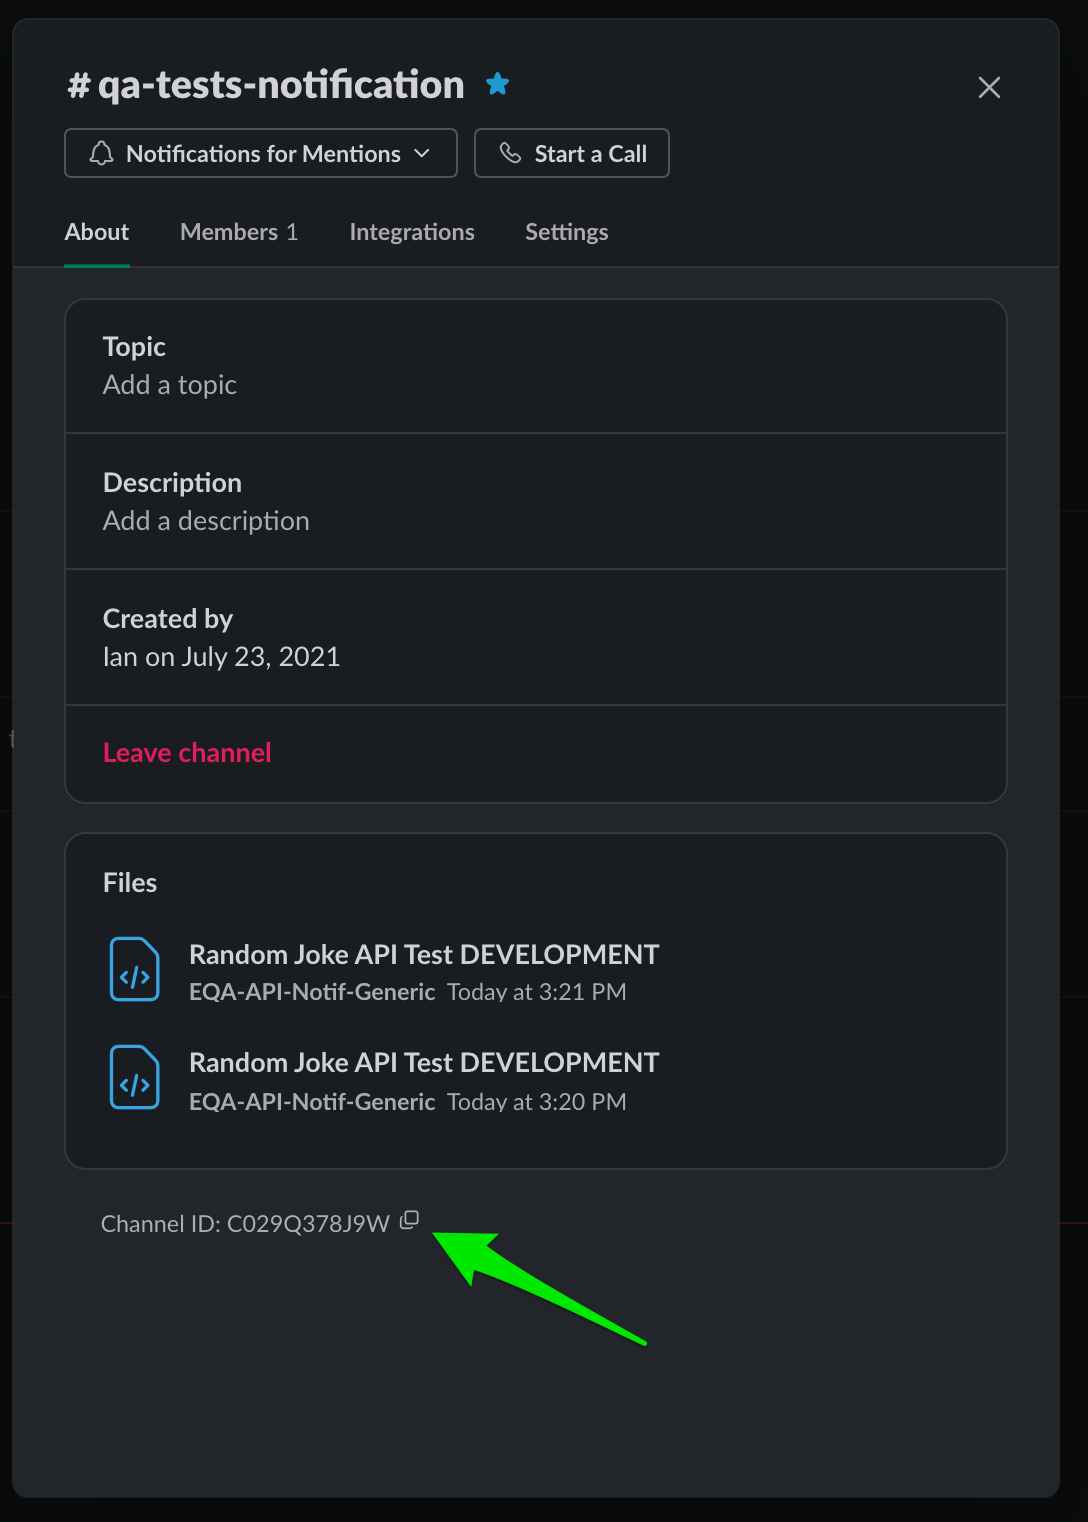 # qa-tests-notification
Notifications for Mentions
Start a Call
About
Members 1
Integrations
Settings
Topic
Add a topic
Description
Add a description
Created by
Ian on July 23, 2021
Leave channel
Files
Random Joke API Test DEVELOPMENT
EQA-API-Notif-Generic Today at 3:21 PM
Random Joke API Test DEVELOPMENT
EQA-API-Notif-Generic Today at 3:20 PM
Channel ID: C029Q378J9W